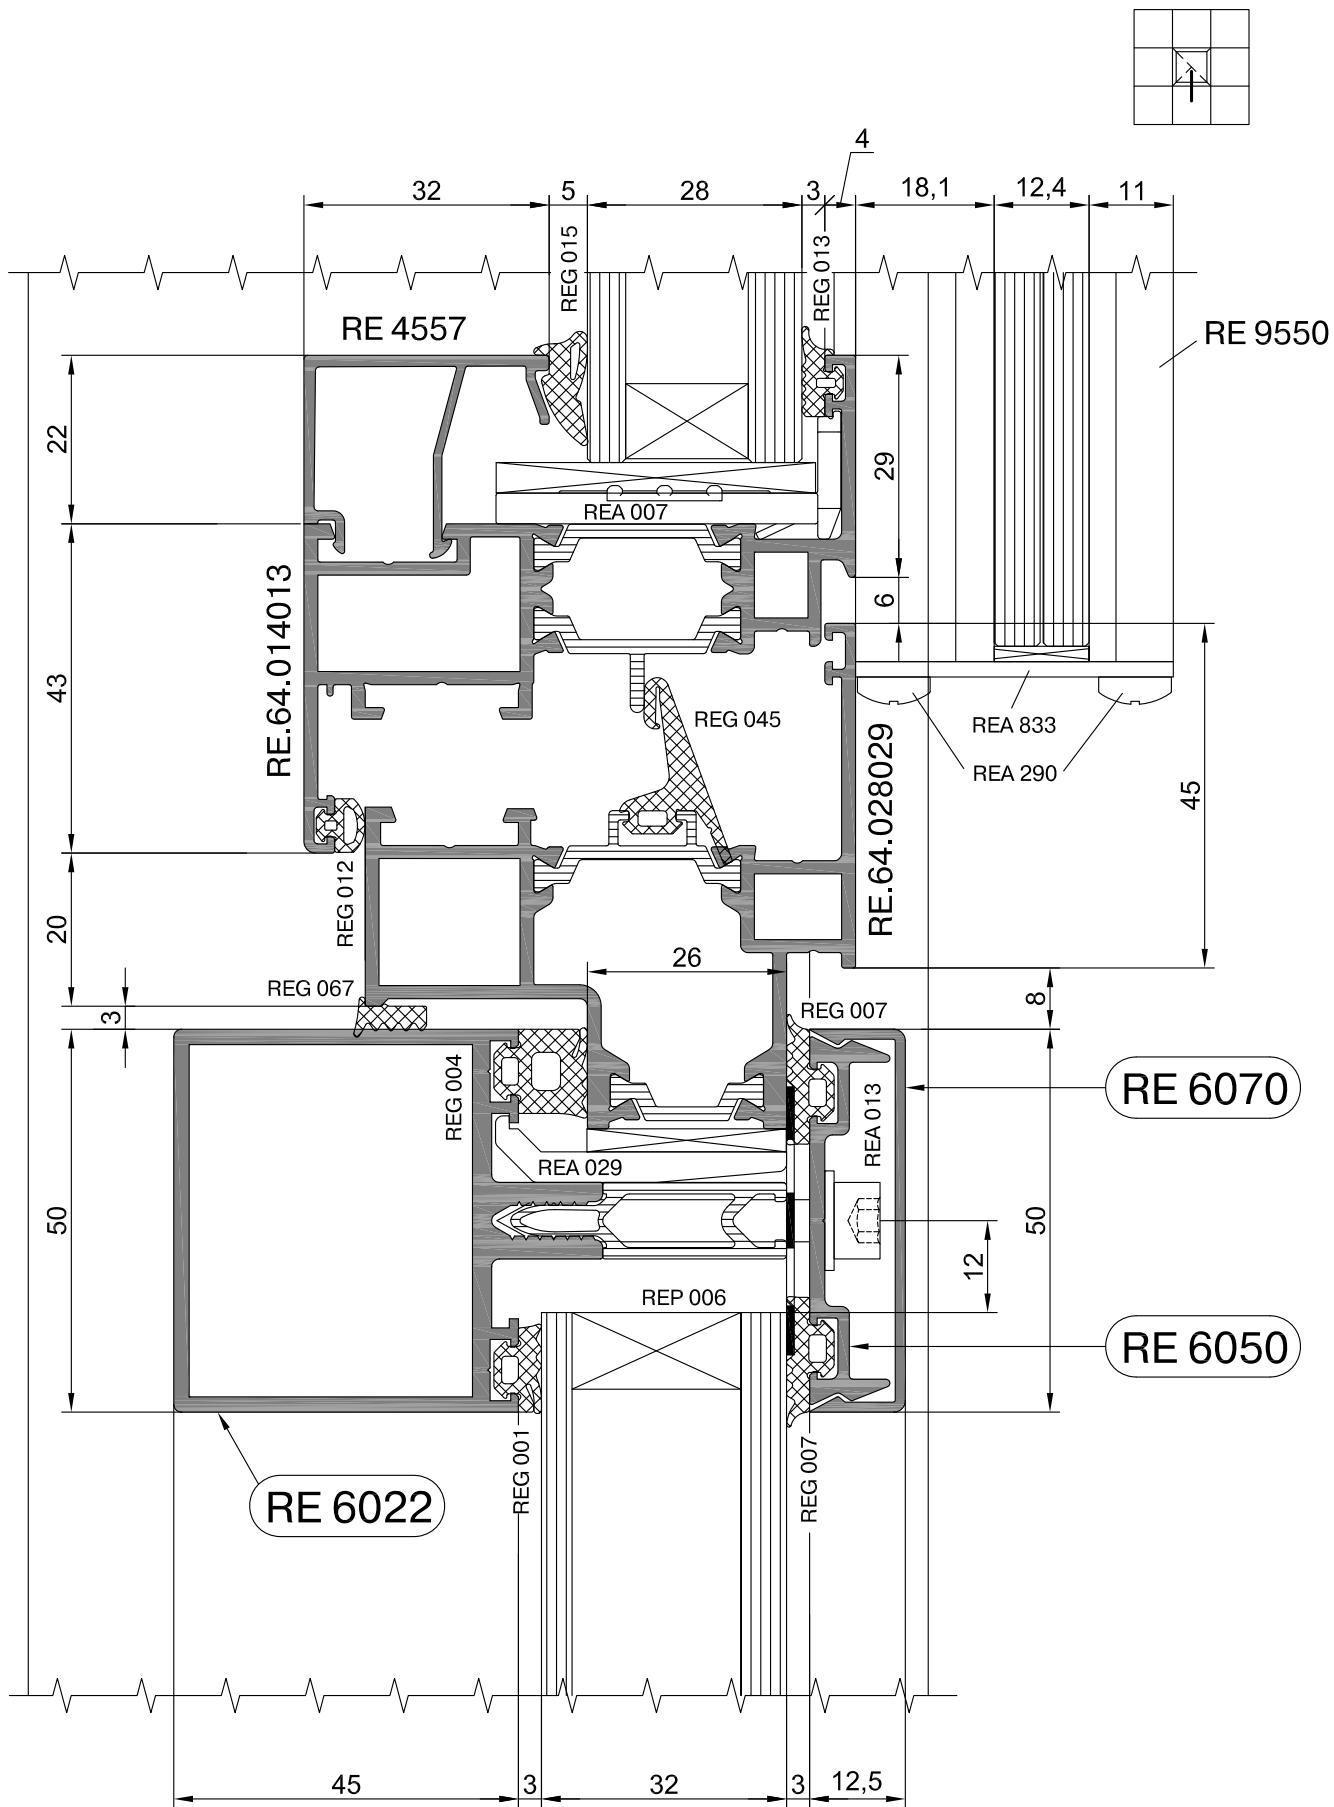 4
32
5
28
3
18,1
12,4
11
REG 015
REG 013
RE 4557
RE 9550
22
29
REA 007
RE.64.014013
6
43
REG 045
REA 833
REA 290
RE.64.028029
45
REG 012
20
26
REG 067
3
8
REG 007
REG 004
RE 6070
REA 013
REA 029
50
50
12
REP 006
RE 6050
REG 001
REG 007
RE 6022
45
3
32
3
12,5